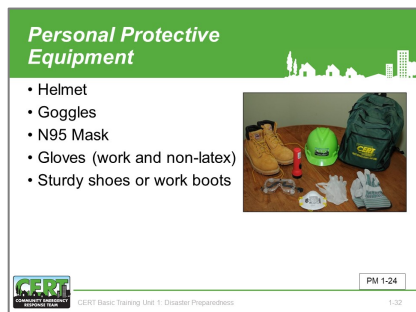 Personal Protective
Equipment
• Helmet
• Goggles
• N95 Mask
• Gloves (work and non-latex)
• Sturdy shoes or work boots
CERT
PM 1-24
CERT
COMMUNITY EMERGENCY
RESPONSE TEAM
CERT Basic Training Unit 1: Disaster Preparedness
1-32